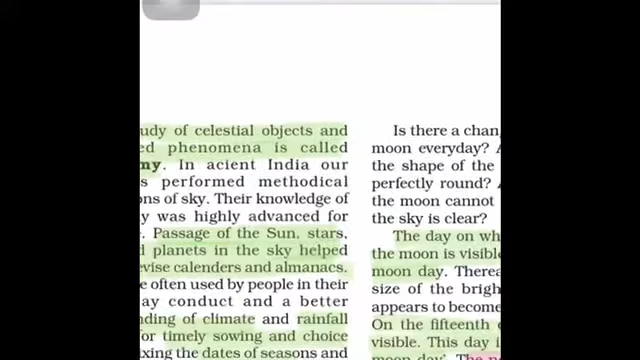 udy of celestial objects and
ed phenomena is called
my. In acient India our
s performed methodical
ons of sky. Their knowledge of
y was highly advanced for
. Passage of the Sun, stars,
d planets in the sky helped
evise calenders and almanacs.
e often used by people in their
ay conduct and a better
nding of climate and rainfall
or timely sowing and choice
xing the dates of seasons and
Is there a chan
moon everyday? A
the shape of the
perfectly round? A
the moon cannot
the sky is clear?
The day on wh
the moon is visible
moon day. Therea
size of the brigh
appears to become
On the fifteenth d
visible. This day i
moon day'. The n